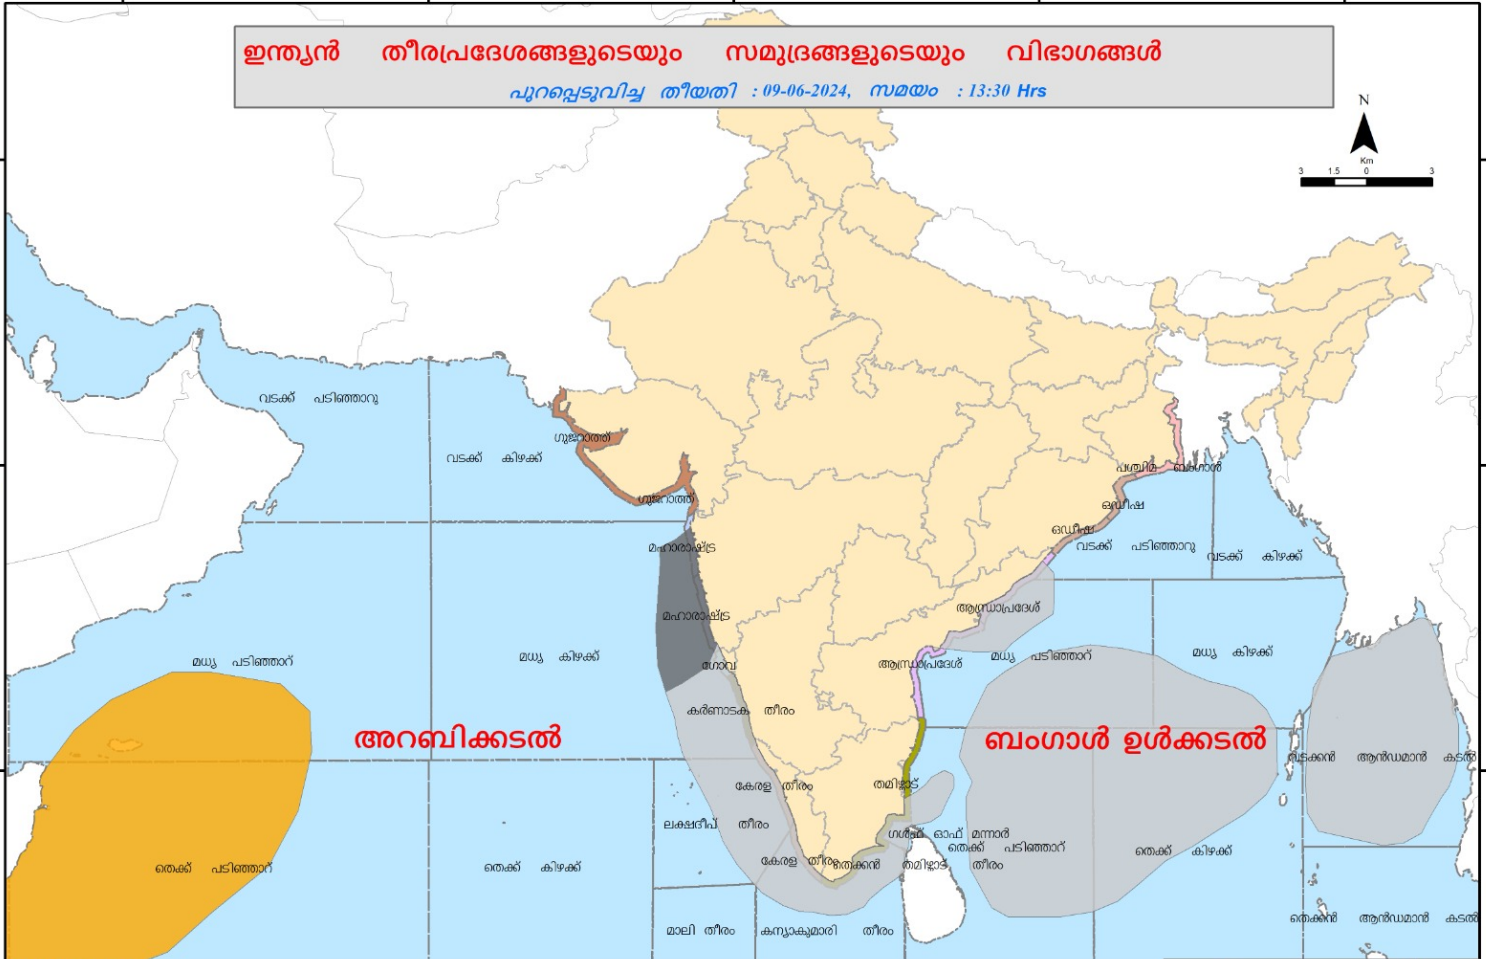 ഇന്ത്യൻ തീരപ്രദേശങ്ങളുടെയും സമുദ്രങ്ങളുടെയും വിഭാഗങ്ങൾ
പുറപ്പെടുവിച്ച തീയതി : 09-06-2024, സമയം : 13:30 Hrs
N
Km
3 1.5 0 3
വടക്ക് പടിഞ്ഞാറു
ഗുജറാത്ത്
വടക്ക് കിഴക്ക്
പശ്ചിമ ബംഗാൾ
ഗുജറാത്ത്
ഒഡീഷ
ഒഡീഷ
മഹാരാഷ്ട്ര
വടക്ക് പടിഞ്ഞാറു
വടക്ക് കിഴക്ക്
മഹാരാഷ്ട്ര
ആന്ധ്രാപ്രദേശ്
മധ്യ പടിഞ്ഞാറ്
മധ്യ കിഴക്ക്
ഗോവ
ആന്ധ്രാപ്രദേശ്
മധ്യ പടിഞ്ഞാറ്
മധ്യ കിഴക്ക്
കർണാടക തീരം
അറബിക്കടൽ
ബംഗാൾ ഉൾക്കടൽ
കേരള തീരം
തമിഴ്നാട്
വടക്കൻ ആൻഡമാൻ കടൽ
ലക്ഷദീപ് തീരം
ഗൾഫ് ഓഫ് മന്നാർ
തെക്ക് പടിഞ്ഞാറ്
തെക്ക് കിഴക്ക്
തെക്ക് പടിഞ്ഞാറ്
തെക്ക് കിഴക്ക്
കേരള തീരം
തെക്കൻ തമിഴ്നാട് തീരം
മാലി തീരം
കന്യാകുമാരി തീരം
തെക്കൻ ആൻഡമാൻ കടൽ